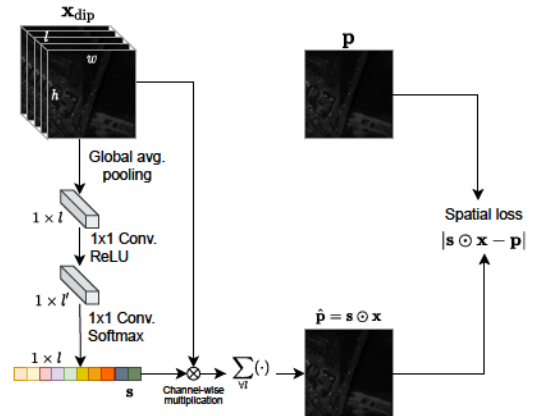 x_dip
l
w
h
Global avg.
pooling
1 × l
1x1 Conv.
ReLU
1 × l'
1x1 Conv.
Softmax
1 × l
s
Channel-wise
multiplication
∑(·)
∀l
p
Spatial loss
|s ⊙ x − p|
p̂ = s ⊙ x